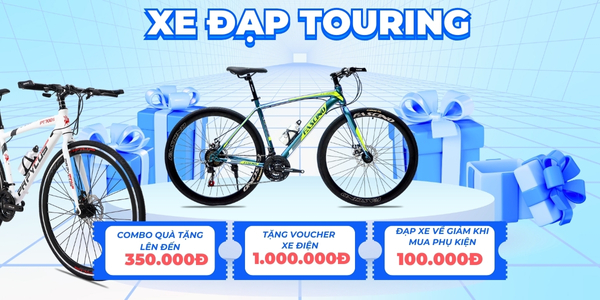 XE ĐẠP TOURING
FASCINO
COMBO QUÀ TẶNG
LÊN ĐẾN
350.000Đ
TẶNG VOUCHER
XE ĐIỆN
1.000.000Đ
ĐẠP XE VỀ GIẢM KHI
MUA PHỤ KIỆN
100.000Đ